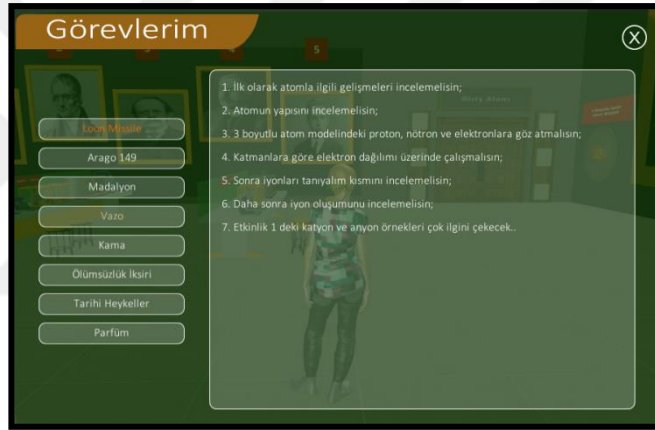 Görevlerim
X
5
Loon Missile
Arago 149
Madalyon
Vazo
Kama
Ölümsüzlük İksiri
Tarihi Heykeller
Parfüm
1. İlk olarak atomla ilgili gelişmeleri incelemelisin;
2. Atomun yapısını incelemelisin;
3. 3 boyutlu atom modelindeki proton, nötron ve elektronlara göz atmalısın;
4. Katmanlara göre elektron dağılımı üzerinde çalışmalısın;
5. Sonra iyonları tanıyalım kısmını incelemelisin;
6. Daha sonra iyon oluşumunu incelemelisin;
7. Etkinlik 1 deki katyon ve anyon örnekleri çok ilgini çekecek..